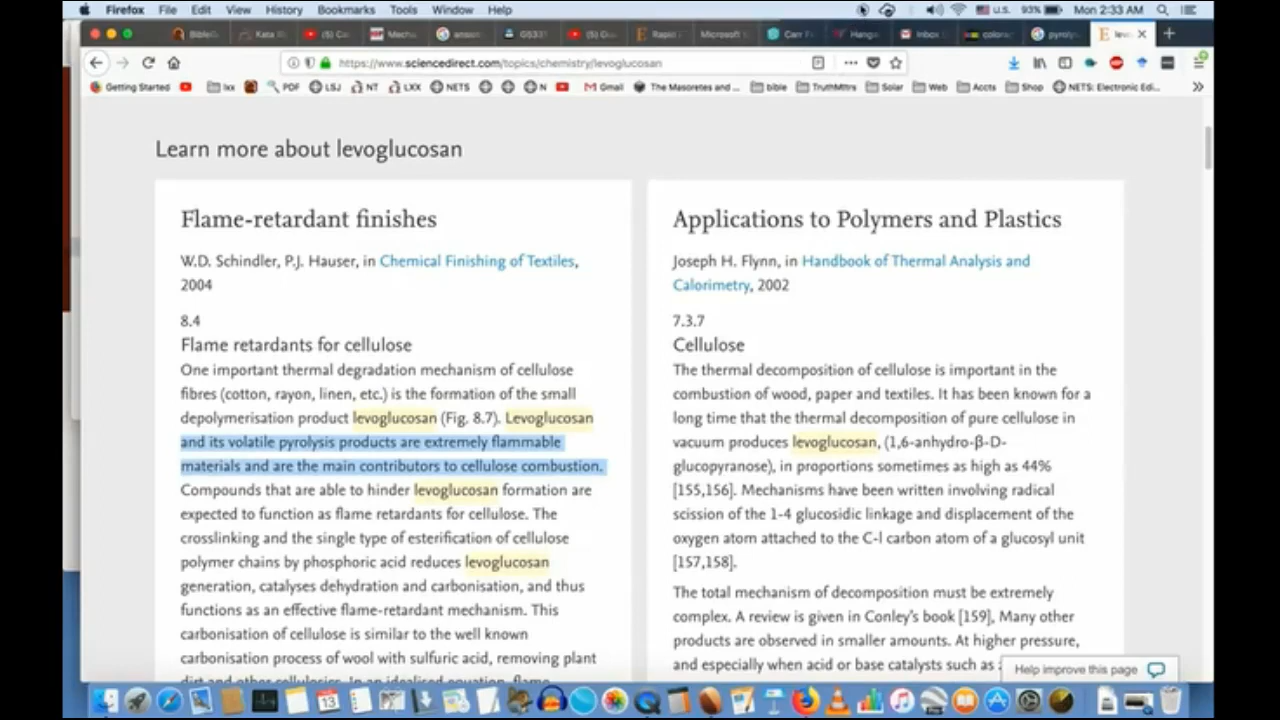 Firefox File Edit View History Bookmarks Tools Window Help U.S. 93% Mon 2:33 AM
https://www.sciencedirect.com/topics/chemistry/levoglucosan
Getting Started lxx PDF LSJ NT LXX NETS N Gmail The Masoretes and ... bible TruthMttrs Solar Web Accts Shop NETS: Electronic Edi...
Learn more about levoglucosan
Flame-retardant finishes
W.D. Schindler, P.J. Hauser, in Chemical Finishing of Textiles,
2004
8.4
Flame retardants for cellulose
One important thermal degradation mechanism of cellulose
fibres (cotton, rayon, linen, etc.) is the formation of the small
depolymerisation product levoglucosan (Fig. 8.7). Levoglucosan
and its volatile pyrolysis products are extremely flammable
materials and are the main contributors to cellulose combustion.
Compounds that are able to hinder levoglucosan formation are
expected to function as flame retardants for cellulose. The
crosslinking and the single type of esterification of cellulose
polymer chains by phosphoric acid reduces levoglucosan
generation, catalyses dehydration and carbonisation, and thus
functions as an effective flame-retardant mechanism. This
carbonisation of cellulose is similar to the well known
carbonisation process of wool with sulfuric acid, removing plant
dirt and other cellulosics. In an idealised equation, flame
Applications to Polymers and Plastics
Joseph H. Flynn, in Handbook of Thermal Analysis and
Calorimetry, 2002
7.3.7
Cellulose
The thermal decomposition of cellulose is important in the
combustion of wood, paper and textiles. It has been known for a
long time that the thermal decomposition of pure cellulose in
vacuum produces levoglucosan, (1,6-anhydro-β-D-
glucopyranose), in proportions sometimes as high as 44%
[155,156]. Mechanisms have been written involving radical
scission of the 1-4 glucosidic linkage and displacement of the
oxygen atom attached to the C-l carbon atom of a glucosyl unit
[157,158].
The total mechanism of decomposition must be extremely
complex. A review is given in Conley's book [159], Many other
products are observed in smaller amounts. At higher pressure,
and especially when acid or base catalysts such as
Help improve this page
13